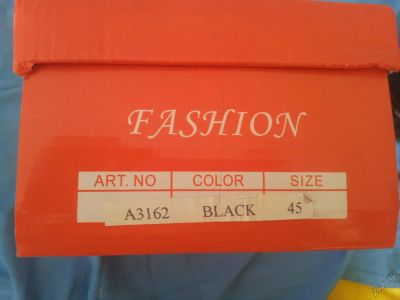 FASHION
ART. NO COLOR SIZE
A3162 BLACK 45